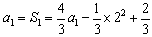 a₁ = S₁ = 4/3 a₁ − 1/3 × 2² + 2/3